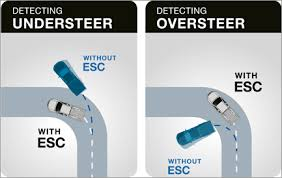 DETECTING
UNDERSTEER
WITHOUT
ESC
WITH
ESC
DETECTING
OVERSTEER
WITH
ESC
WITHOUT
ESC